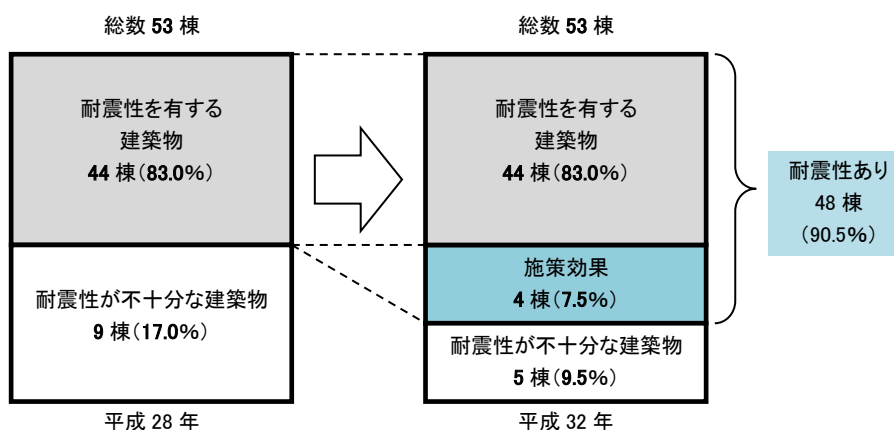 総数 53 棟
耐震性を有する
建築物
44 棟(83.0%)
耐震性が不十分な建築物
9 棟(17.0%)
平成 28 年
総数 53 棟
耐震性を有する
建築物
44 棟(83.0%)
施策効果
4 棟(7.5%)
耐震性が不十分な建築物
5 棟(9.5%)
平成 32 年
耐震性あり
48 棟
(90.5%)